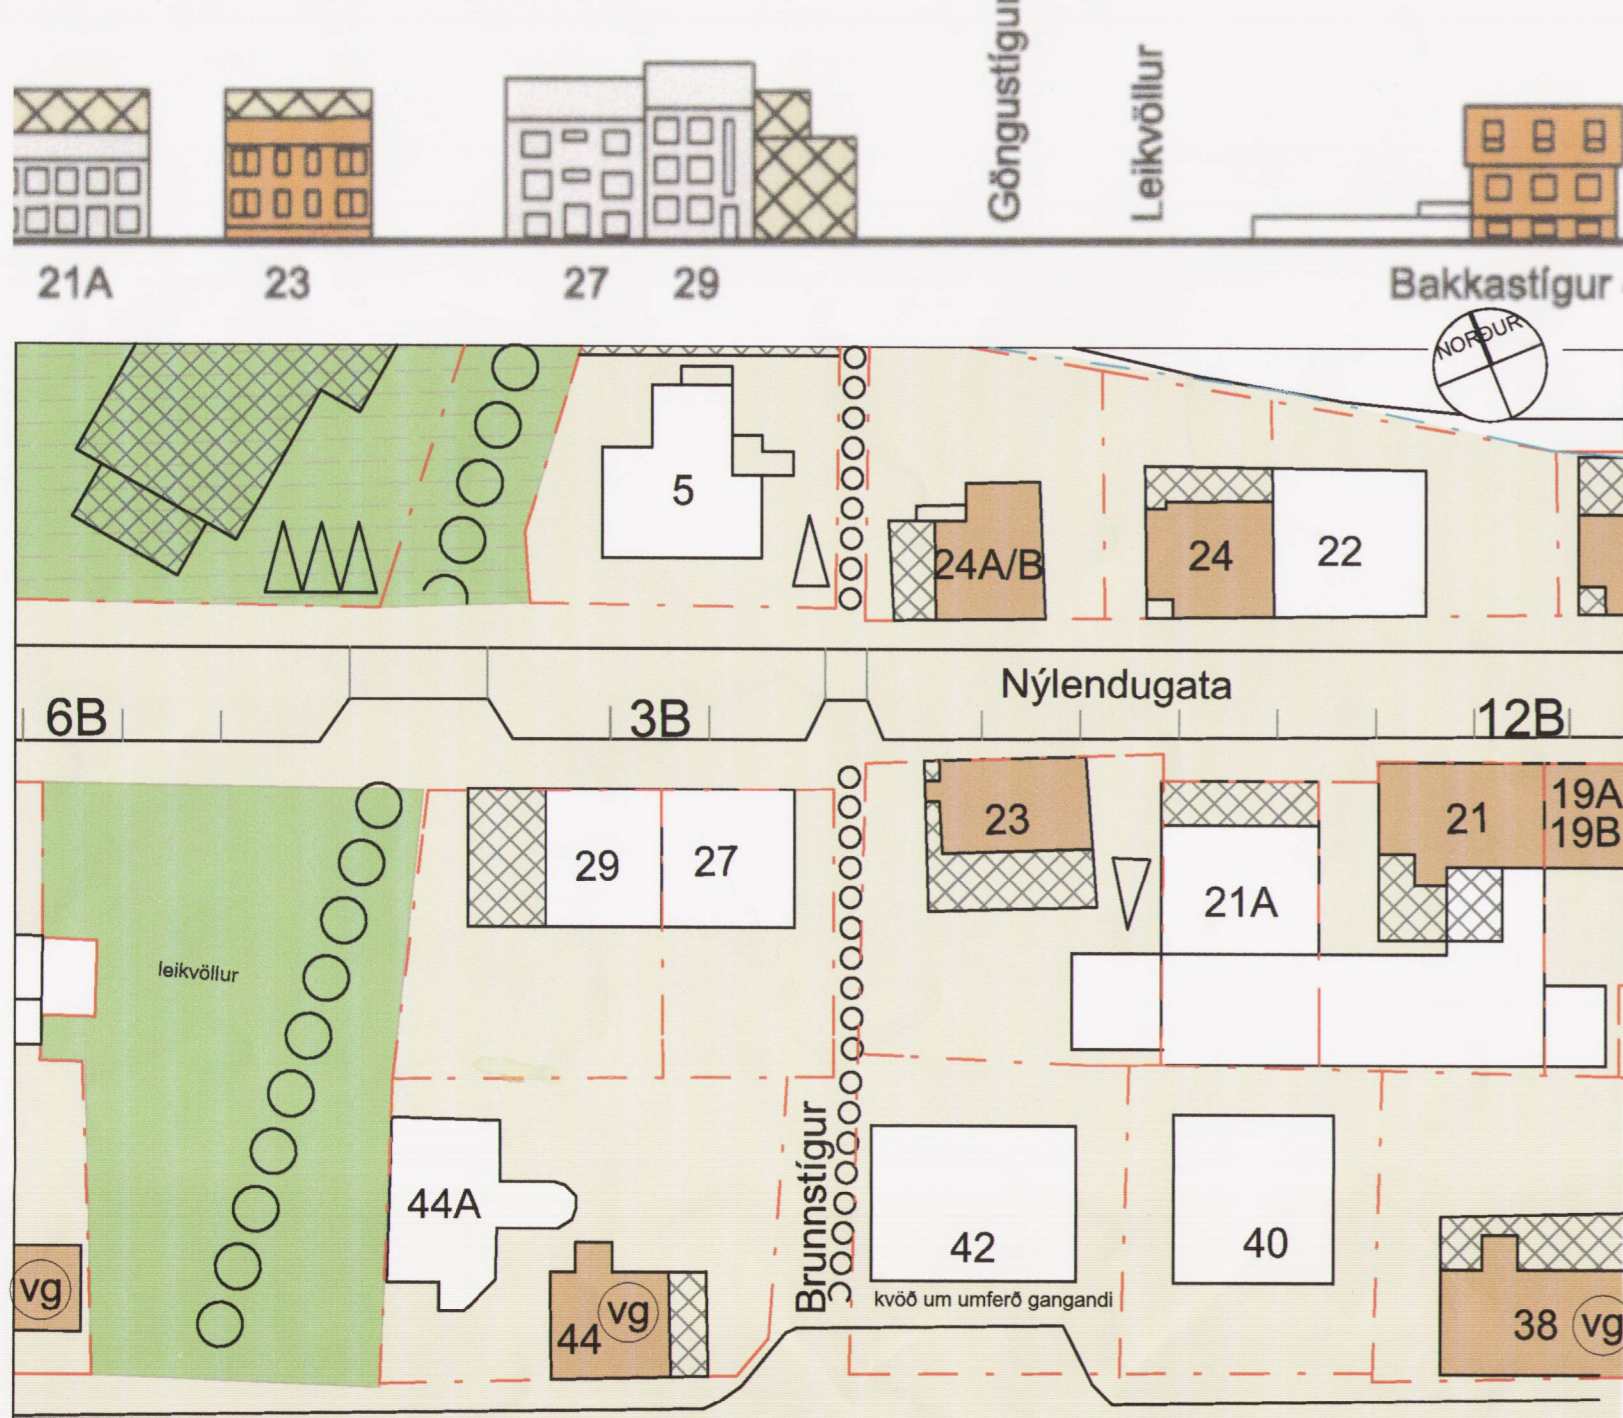 Göngustígur
Leikvöllur
21A
23
27
29
Bakkastígur
NORÐUR
5
24A/B
24
22
Nýlendugata
6B
3B
12B
23
21
19A
19B
29
27
21A
leikvöllur
Brunnstígur
44A
42
40
kvöð um umferð gangandi
vg
vg
44
38
vg